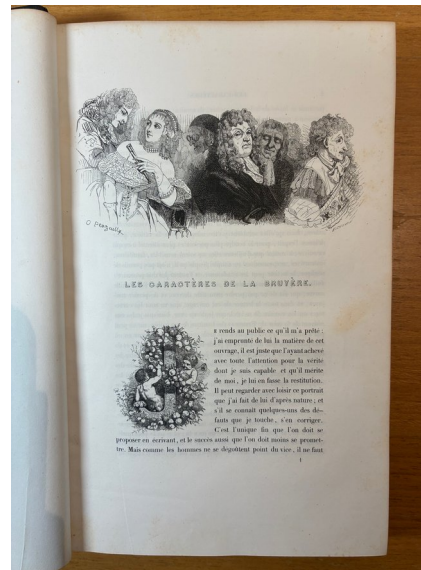 O Penguilly
LES CARACTÈRES DE LA BRUYÈRE.
JE rends au public ce qu'il m'a prêté ;
j'ai emprunté de lui la matière de cet
ouvrage, il est juste que l'ayant achevé
avec toute l'attention pour la vérité
dont je suis capable et qu'il mérite
de moi, je lui en fasse la restitution.
Il peut regarder avec loisir ce portrait
que j'ai fait de lui d'après nature ; et
s'il se connaît quelques-uns des dé-
fauts que je touche, s'en corriger.
C'est l'unique fin que l'on doit se
proposer en écrivant, et le succès aussi que l'on doit moins se promet-
tre. Mais comme les hommes ne se dégoûtent point du vice, il ne faut
1